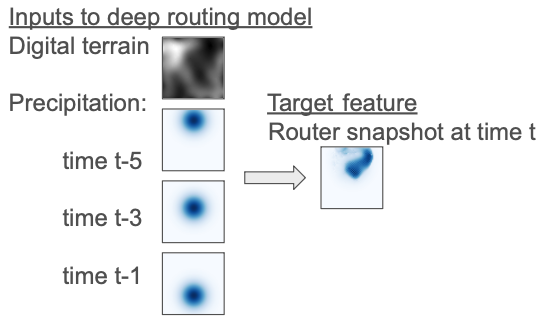 Inputs to deep routing model
Digital terrain
Precipitation:
time t-5
time t-3
time t-1
Target feature
Router snapshot at time t